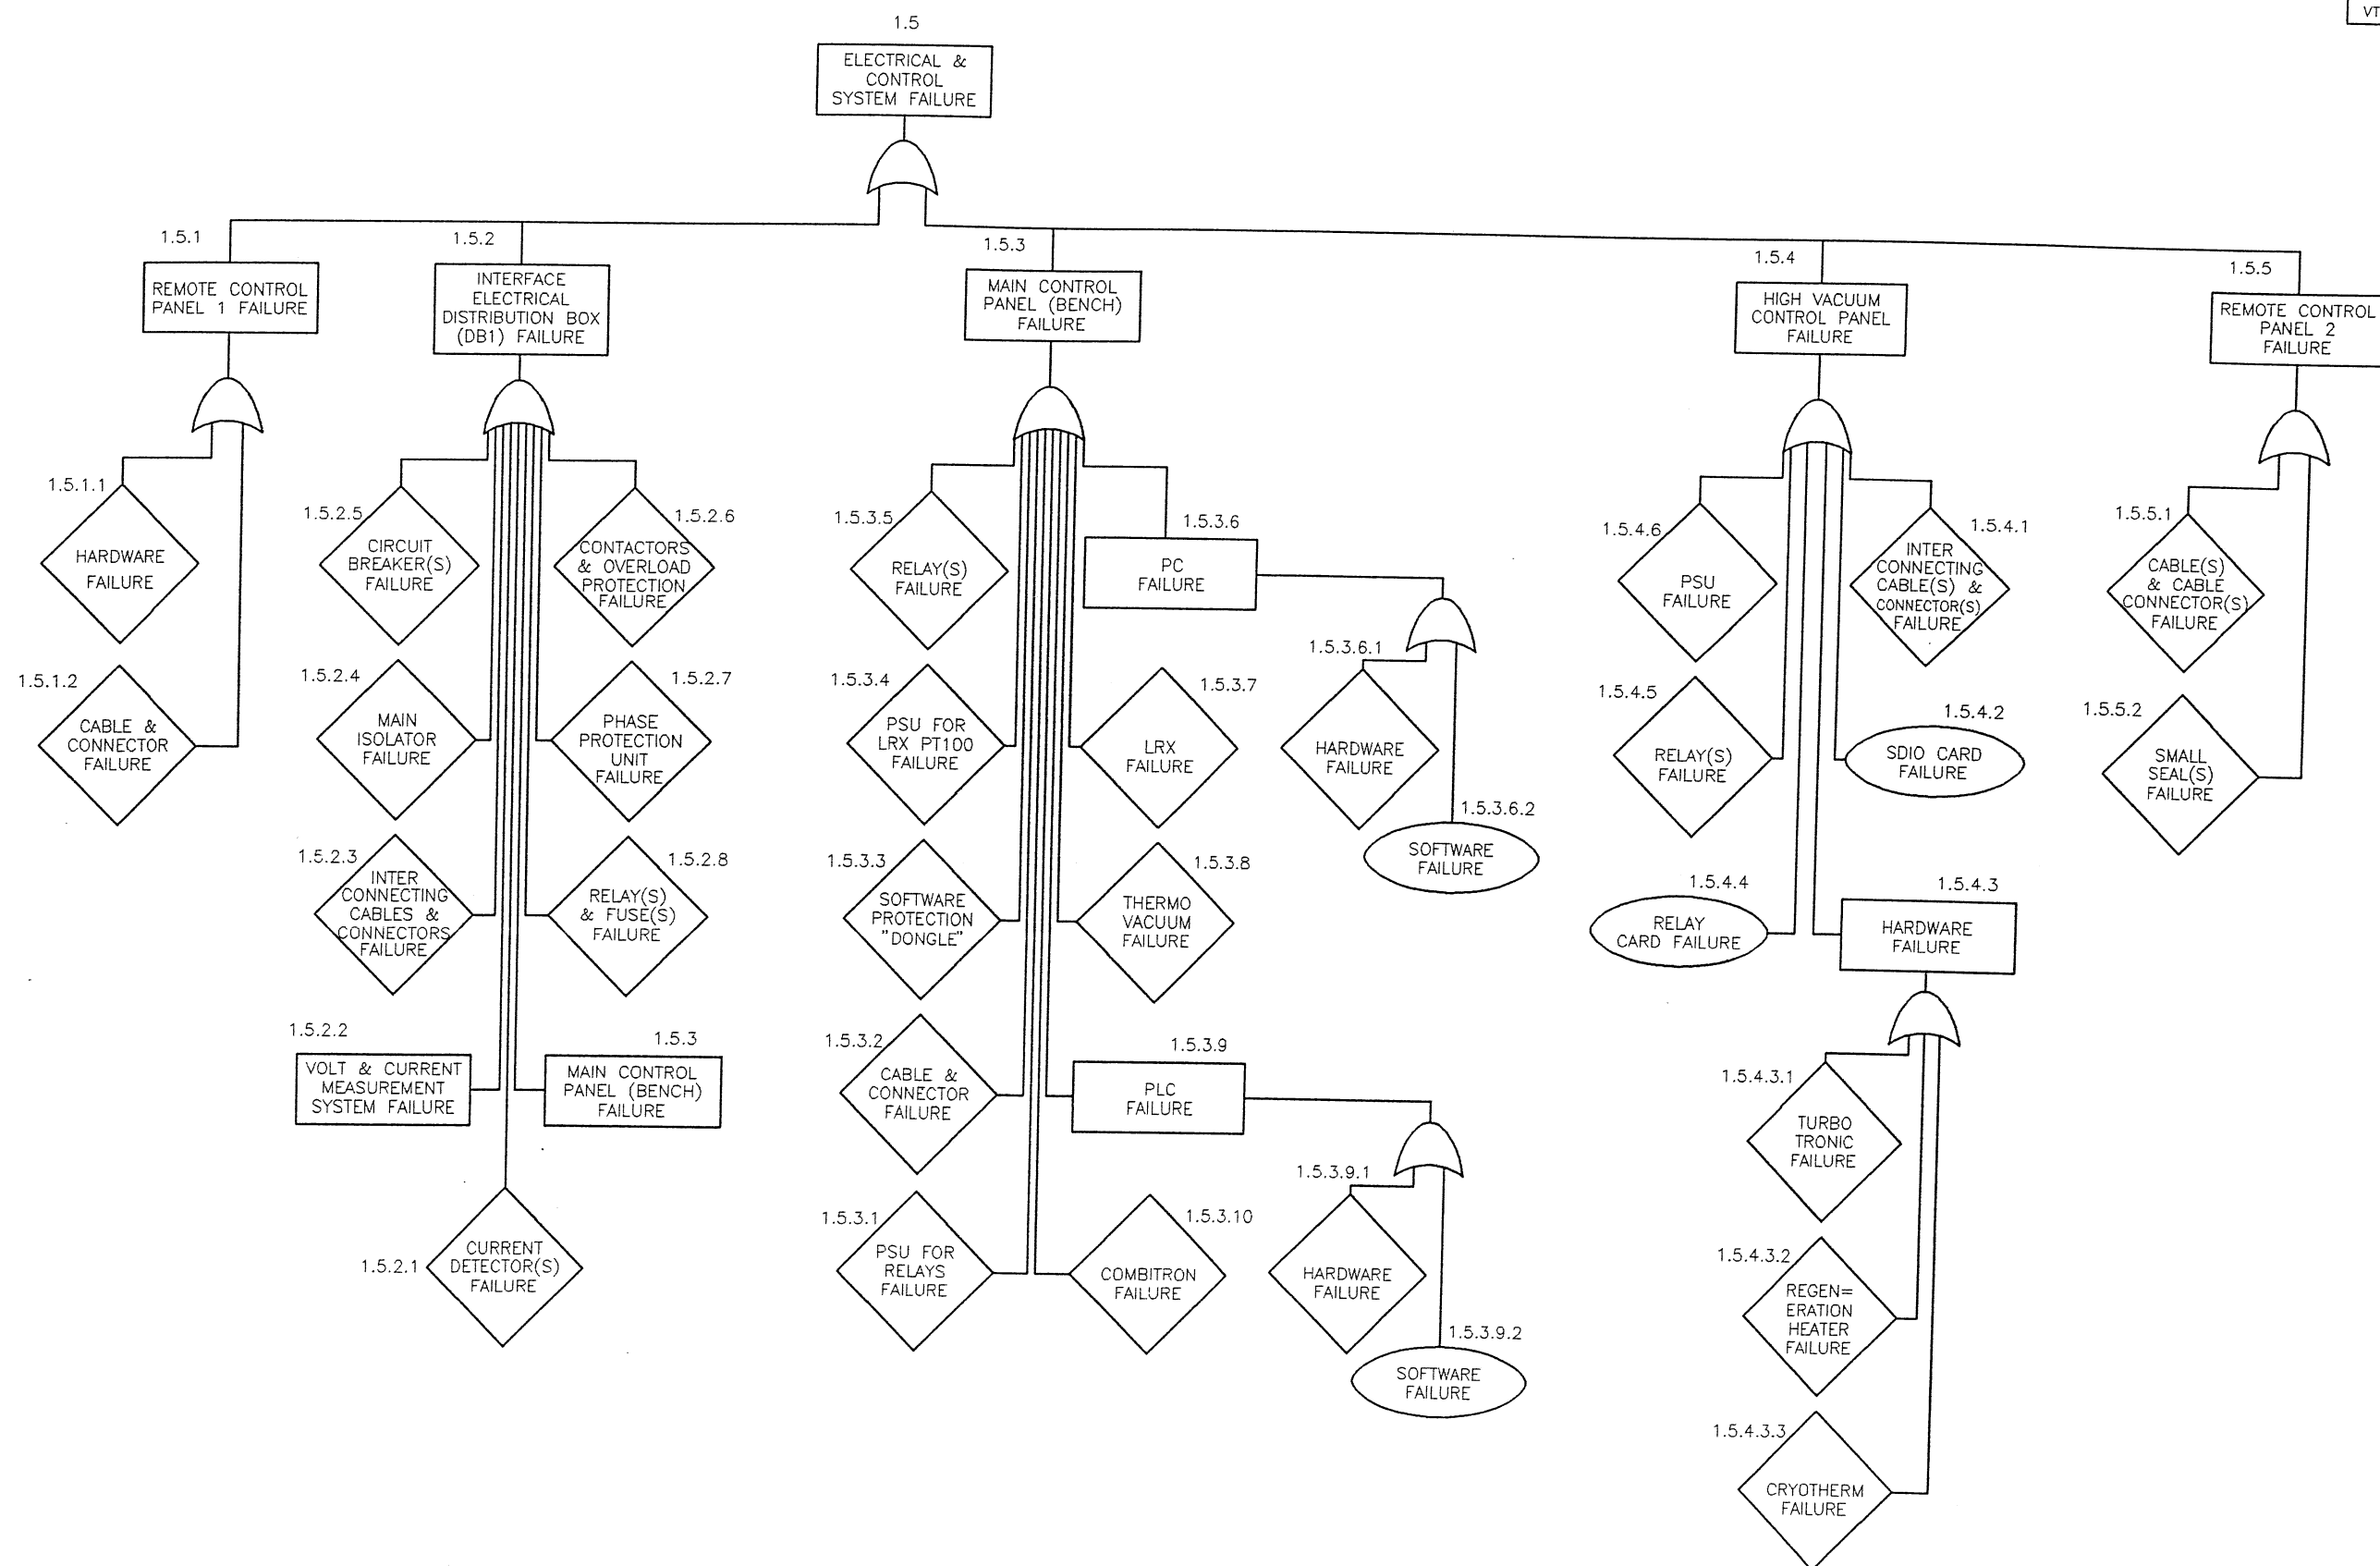 VT
1.5
ELECTRICAL &
CONTROL
SYSTEM FAILURE
1.5.1
REMOTE CONTROL
PANEL 1 FAILURE
1.5.2
INTERFACE
ELECTRICAL
DISTRIBUTION BOX
(DB1) FAILURE
1.5.3
MAIN CONTROL
PANEL (BENCH)
FAILURE
1.5.4
HIGH VACUUM
CONTROL PANEL
FAILURE
1.5.5
REMOTE CONTROL
PANEL 2
FAILURE
1.5.1.1
HARDWARE
FAILURE
1.5.1.2
CABLE &
CONNECTOR
FAILURE
1.5.2.5
CIRCUIT
BREAKER(S)
FAILURE
1.5.2.6
CONTACTORS
& OVERLOAD
PROTECTION
FAILURE
1.5.2.4
MAIN
ISOLATOR
FAILURE
1.5.2.7
PHASE
PROTECTION
UNIT
FAILURE
1.5.2.3
INTER
CONNECTING
CABLES &
CONNECTORS
FAILURE
1.5.2.8
RELAY(S)
& FUSE(S)
FAILURE
1.5.2.2
VOLT & CURRENT
MEASUREMENT
SYSTEM FAILURE
1.5.3
MAIN CONTROL
PANEL (BENCH)
FAILURE
1.5.2.1
CURRENT
DETECTOR(S)
FAILURE
1.5.3.5
RELAY(S)
FAILURE
1.5.3.6
PC
FAILURE
1.5.3.6.1
HARDWARE
FAILURE
1.5.3.6.2
SOFTWARE
FAILURE
1.5.3.4
PSU FOR
LRX PT100
FAILURE
1.5.3.7
LRX
FAILURE
1.5.3.3
SOFTWARE
PROTECTION
"DONGLE"
1.5.3.8
THERMO
VACUUM
FAILURE
1.5.3.2
CABLE &
CONNECTOR
FAILURE
1.5.3.9
PLC
FAILURE
1.5.3.9.1
HARDWARE
FAILURE
1.5.3.9.2
SOFTWARE
FAILURE
1.5.3.1
PSU FOR
RELAYS
FAILURE
1.5.3.10
COMBITRON
FAILURE
1.5.4.6
PSU
FAILURE
1.5.4.1
INTER
CONNECTING
CABLE(S) &
CONNECTOR(S)
FAILURE
1.5.4.5
RELAY(S)
FAILURE
1.5.4.2
SDIO CARD
FAILURE
1.5.4.4
RELAY
CARD FAILURE
1.5.4.3
HARDWARE
FAILURE
1.5.4.3.1
TURBO
TRONIC
FAILURE
1.5.4.3.2
REGEN=
ERATION
HEATER
FAILURE
1.5.4.3.3
CRYOTHERM
FAILURE
1.5.5.1
CABLE(S)
& CABLE
CONNECTOR(S)
FAILURE
1.5.5.2
SMALL
SEAL(S)
FAILURE